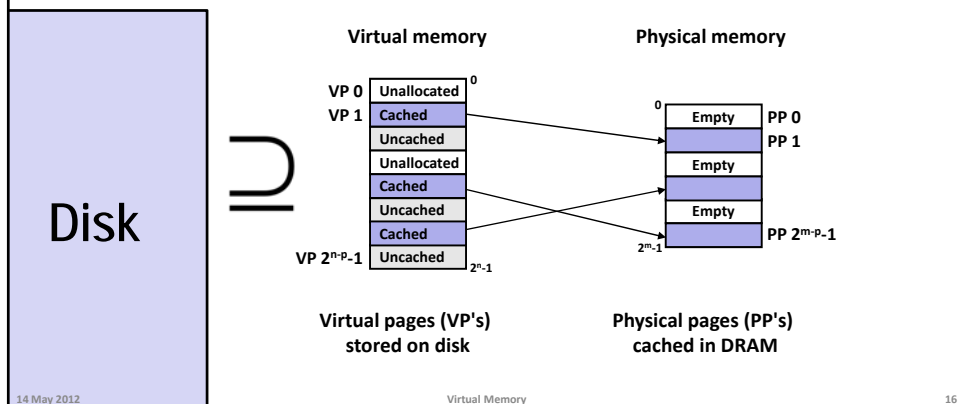 Virtual memory
Physical memory
VP 0
Unallocated
0
VP 1
Cached
Uncached
Unallocated
Cached
Uncached
Cached
VP 2ⁿ⁻ᵖ-1
Uncached
2ⁿ-1
0
Empty
PP 0
PP 1
Empty
Empty
PP 2ᵐ⁻ᵖ-1
2ᵐ-1
⊇
Disk
Virtual pages (VP's)
stored on disk
Physical pages (PP's)
cached in DRAM
14 May 2012
Virtual Memory
16